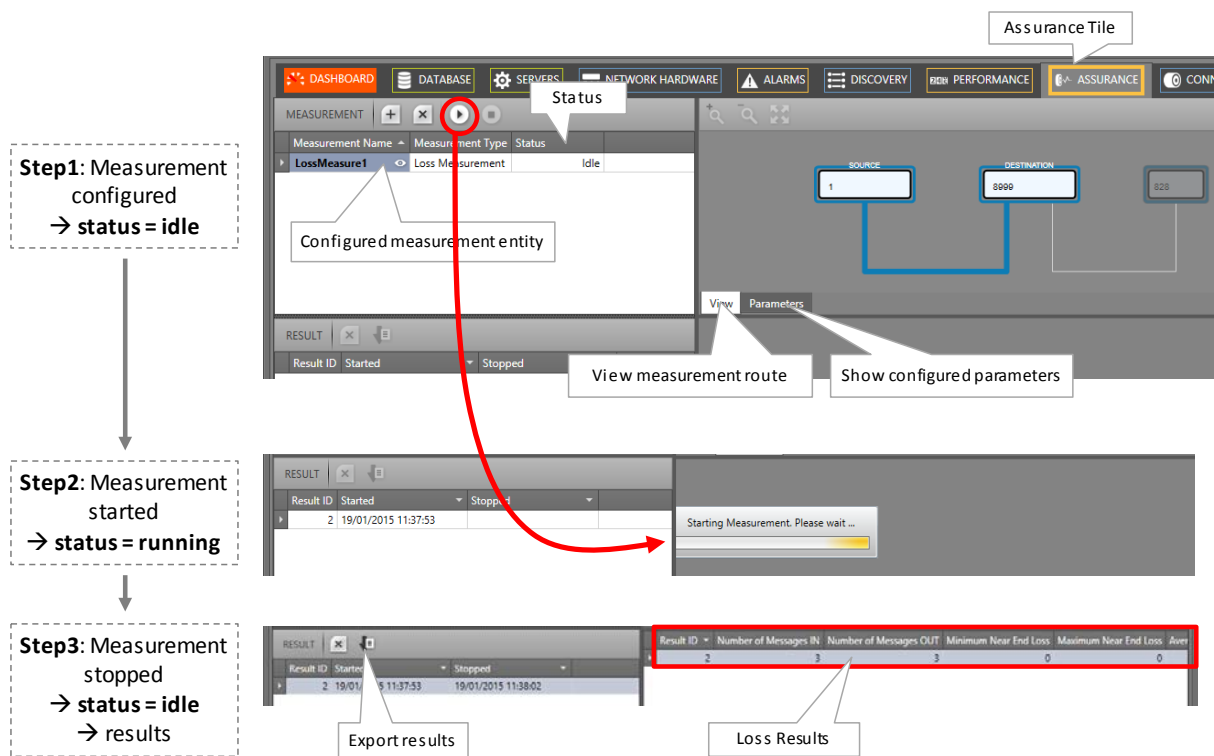 Assurance Tile
DASHBOARD
DATABASE
SERVERS
NETWORK HARDWARE
ALARMS
DISCOVERY
PERFORMANCE
ASSURANCE
CONN
MEASUREMENT
Status
Measurement Name Measurement Type Status
LossMeasure1 Loss Measurement Idle
SOURCE
1
DESTINATION
8999
828
Step1: Measurement
configured
→ status = idle
Configured measurement entity
View Parameters
RESULT
Result ID Started Stopped
View measurement route
Show configured parameters
Step2: Measurement
started
→ status = running
RESULT
Result ID Started Stopped
2 19/01/2015 11:37:53
Starting Measurement. Please wait ...
Step3: Measurement
stopped
→ status = idle
→ results
RESULT
Result ID Started Stopped
2 19/01/2015 11:37:53 19/01/2015 11:38:02
Result ID Number of Messages IN Number of Messages OUT Minimum Near End Loss Maximum Near End Loss Aver
2 3 3 0 0
Export results
Loss Results